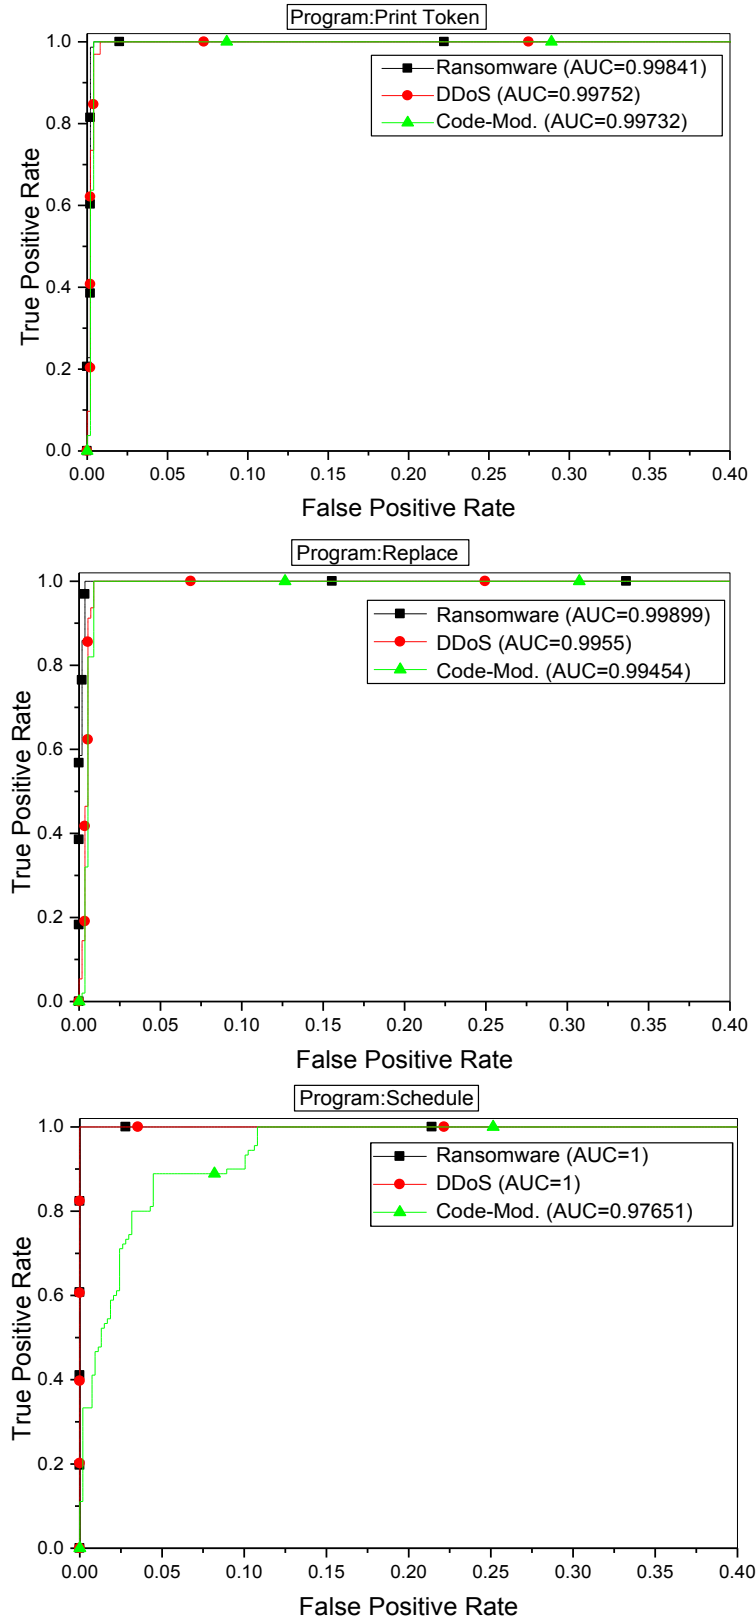 Program:Print Token
Ransomware (AUC=0.99841)
DDoS (AUC=0.99752)
Code-Mod. (AUC=0.99732)
True Positive Rate
1.0
0.8
0.6
0.4
0.2
0.0
0.00 0.05 0.10 0.15 0.20 0.25 0.30 0.35 0.40
False Positive Rate
Program:Replace
Ransomware (AUC=0.99899)
DDoS (AUC=0.9955)
Code-Mod. (AUC=0.99454)
True Positive Rate
1.0
0.8
0.6
0.4
0.2
0.0
0.00 0.05 0.10 0.15 0.20 0.25 0.30 0.35 0.40
False Positive Rate
Program:Schedule
Ransomware (AUC=1)
DDoS (AUC=1)
Code-Mod. (AUC=0.97651)
True Positive Rate
1.0
0.8
0.6
0.4
0.2
0.0
0.00 0.05 0.10 0.15 0.20 0.25 0.30 0.35 0.40
False Positive Rate